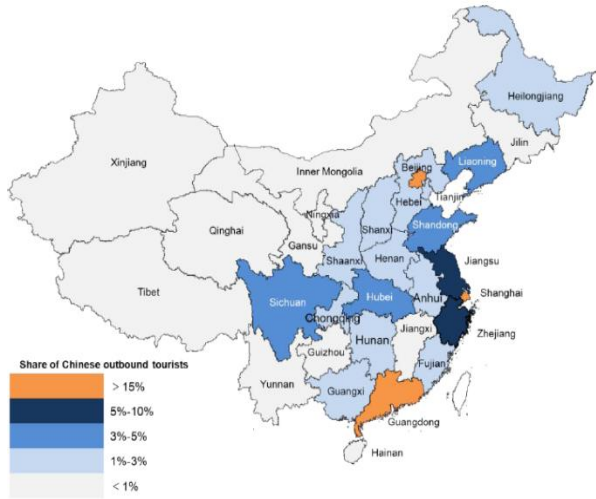 Heilongjiang
Jilin
Xinjiang
Inner Mongolia
Beijing
Liaoning
Tianjin
Hebei
Ningxia
Shanxi
Qinghai
Shandong
Gansu
Shaanxi
Henan
Jiangsu
Tibet
Shanghai
Sichuan
Hubei
Anhui
Chongqing
Zhejiang
Jiangxi
Hunan
Guizhou
Fujian
Share of Chinese outbound tourists
Yunnan
Guangxi
Guangdong
Hainan
> 15%
5%-10%
3%-5%
1%-3%
< 1%